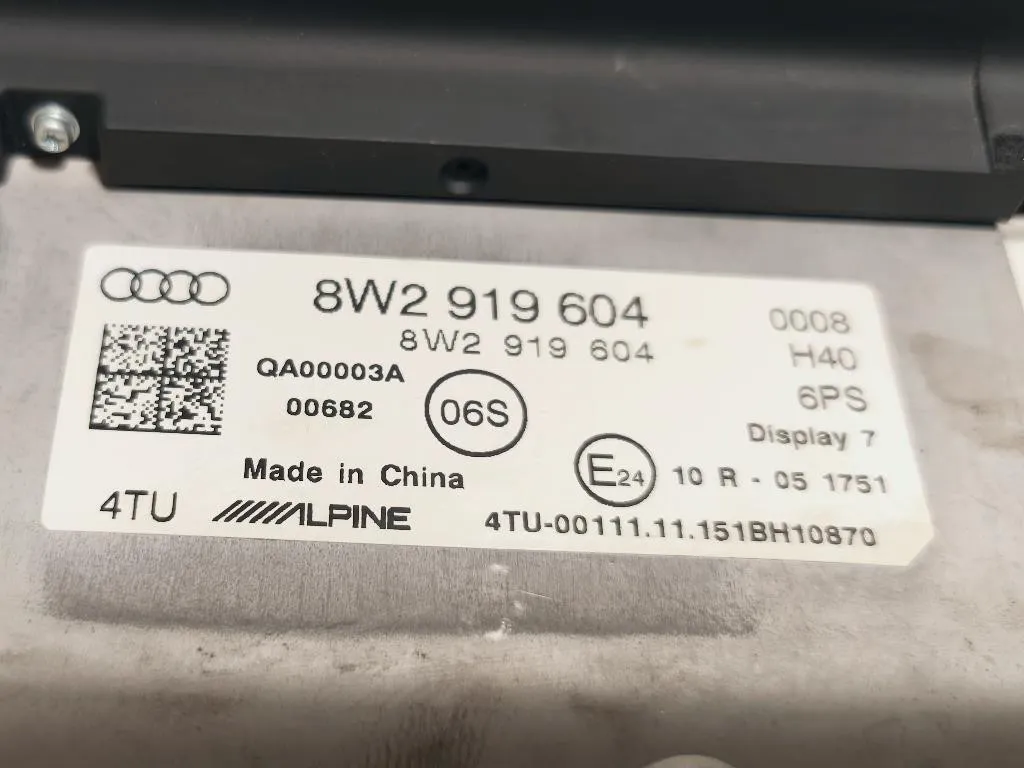 8W2 919 604 0008
8W2 919 604 H40
QA00003A 6PS
00682 06S Display 7
Made in China E24 10 R - 05 1751
4TU ALPINE 4TU-00111.11.151BH10870